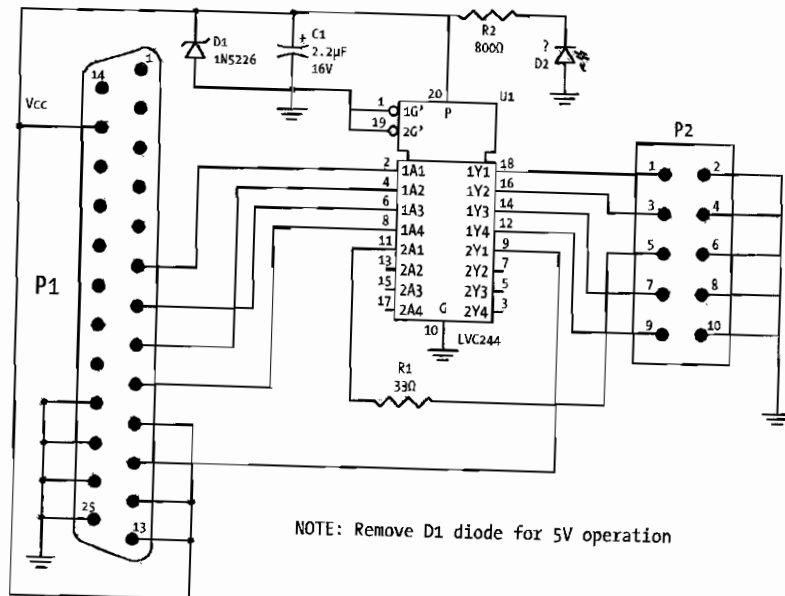 D1
1N5226
C1
+
2.2µF
16V
R2
800Ω
?
D2
1
14
Vcc
P1
25
13
20
P
U1
1
1G'
19
2G'
2
1A1
1Y1
18
4
1A2
1Y2
16
6
1A3
1Y3
14
8
1A4
1Y4
12
11
2A1
2Y1
9
13
2A2
2Y2
7
15
2A3
2Y3
5
17
2A4
2Y4
3
G
10
LVC244
R1
33Ω
P2
1
2
3
4
5
6
7
8
9
10
NOTE: Remove D1 diode for 5V operation